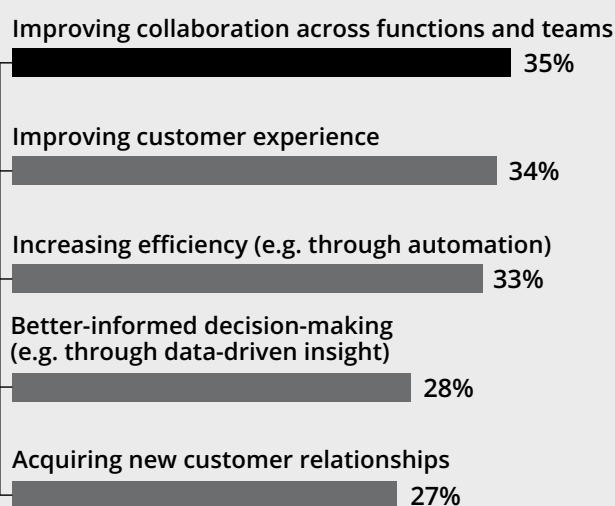 Improving collaboration across functions and teams
35%
Improving customer experience
34%
Increasing efficiency (e.g. through automation)
33%
Better-informed decision-making
(e.g. through data-driven insight)
28%
Acquiring new customer relationships
27%